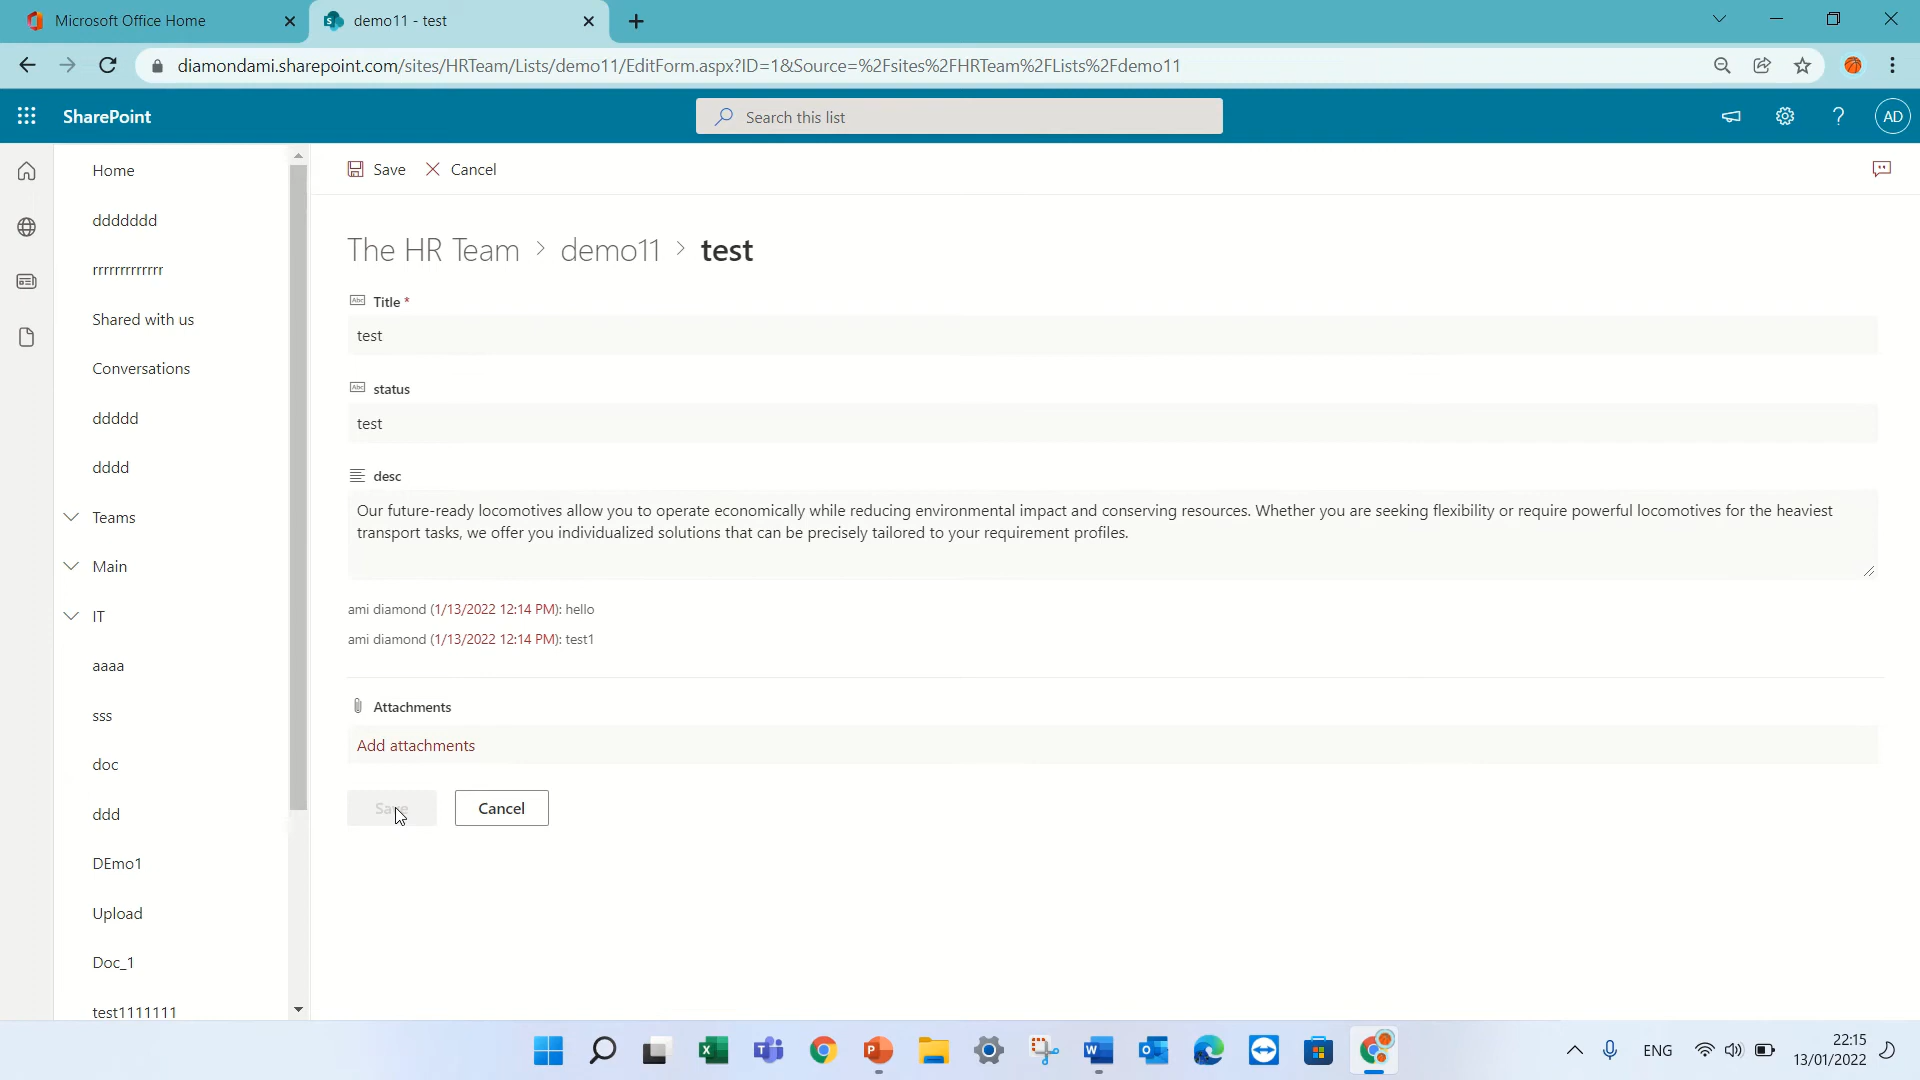 Microsoft Office Home
demo11 - test
diamondami.sharepoint.com/sites/HRTeam/Lists/demo11/EditForm.aspx?ID=1&Source=%2Fsites%2FHRTeam%2FLists%2Fdemo11
SharePoint
Search this list
AD
Home
ddddddd
rrrrrrrrrrrrr
Shared with us
Conversations
ddddd
dddd
Teams
Main
IT
aaaa
sss
doc
ddd
DEmo1
Upload
Doc_1
test1111111
Save
Cancel
The HR Team > demo11 > test
Abc Title *
test
Abc status
test
desc
Our future-ready locomotives allow you to operate economically while reducing environmental impact and conserving resources. Whether you are seeking flexibility or require powerful locomotives for the heaviest
transport tasks, we offer you individualized solutions that can be precisely tailored to your requirement profiles.
ami diamond (1/13/2022 12:14 PM): hello
ami diamond (1/13/2022 12:14 PM): test1
Attachments
Add attachments
Save
Cancel
ENG
22:15
13/01/2022